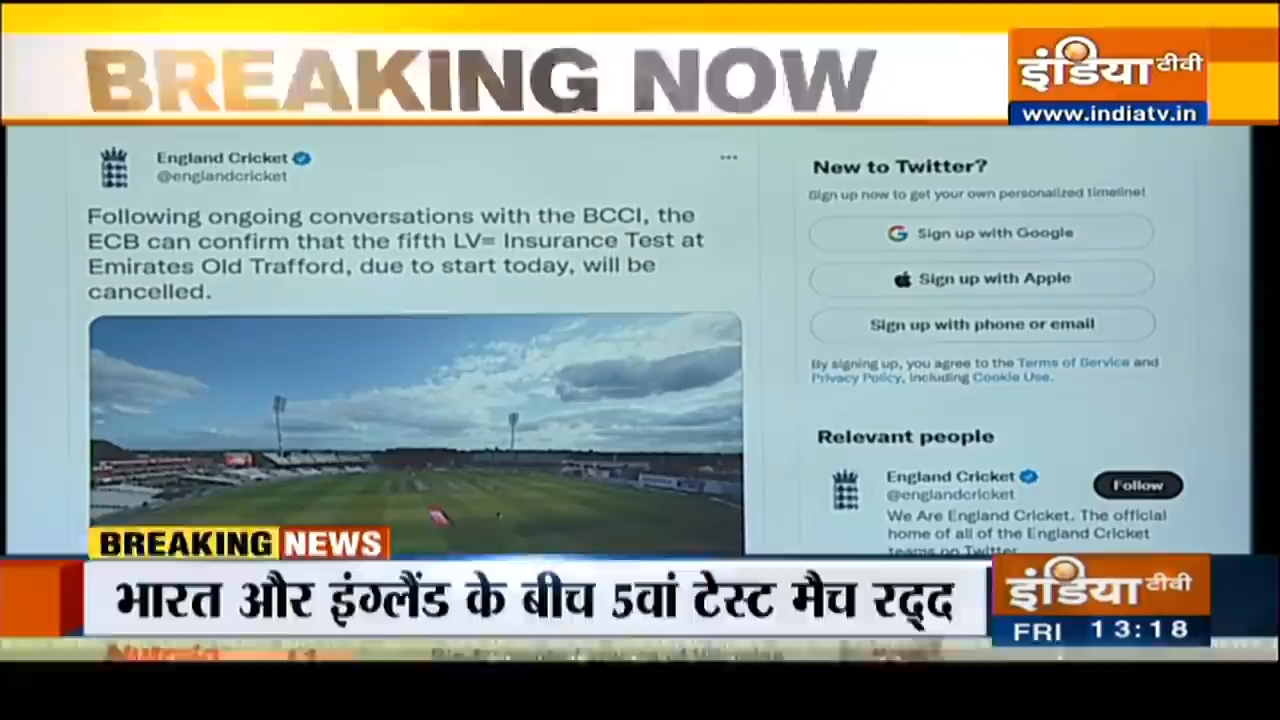 BREAKING NOW
इंडिया टीवी
www.indiatv.in
England Cricket
@englandcricket
Following ongoing conversations with the BCCI, the
ECB can confirm that the fifth LV= Insurance Test at
Emirates Old Trafford, due to start today, will be
cancelled.
New to Twitter?
Sign up now to get your own personalized timeline!
Sign up with Google
Sign up with Apple
Sign up with phone or email
By signing up, you agree to the Terms of Service and
Privacy Policy, including Cookie Use.
Relevant people
England Cricket
@englandcricket
Follow
We Are England Cricket. The official
home of all of the England Cricket
teams on Twitter
BREAKING NEWS
भारत और इंग्लैंड के बीच 5वां टेस्ट मैच रद्द
इंडिया टीवी
FRI 13:18